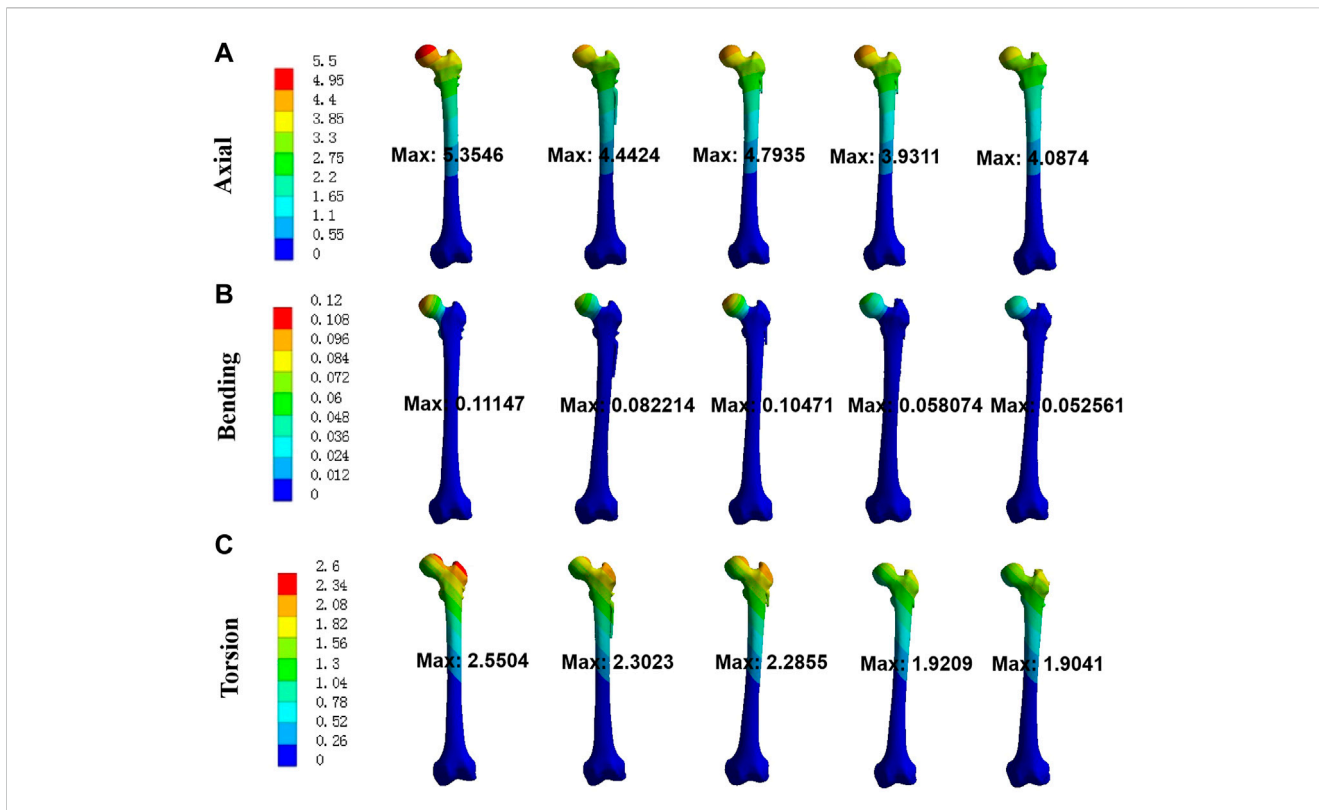 A
Axial
5.5
4.95
4.4
3.85
3.3
2.75
2.2
1.65
1.1
0.55
0
Max: 5.3546
Max: 4.4424
Max: 4.7935
Max: 3.9311
Max: 4.0874
B
Bending
0.12
0.108
0.096
0.084
0.072
0.06
0.048
0.036
0.024
0.012
0
Max: 0.11147
Max: 0.082214
Max: 0.10471
Max: 0.058074
Max: 0.052561
C
Torsion
2.6
2.34
2.08
1.82
1.56
1.3
1.04
0.78
0.52
0.26
0
Max: 2.5504
Max: 2.3023
Max: 2.2855
Max: 1.9209
Max: 1.9041